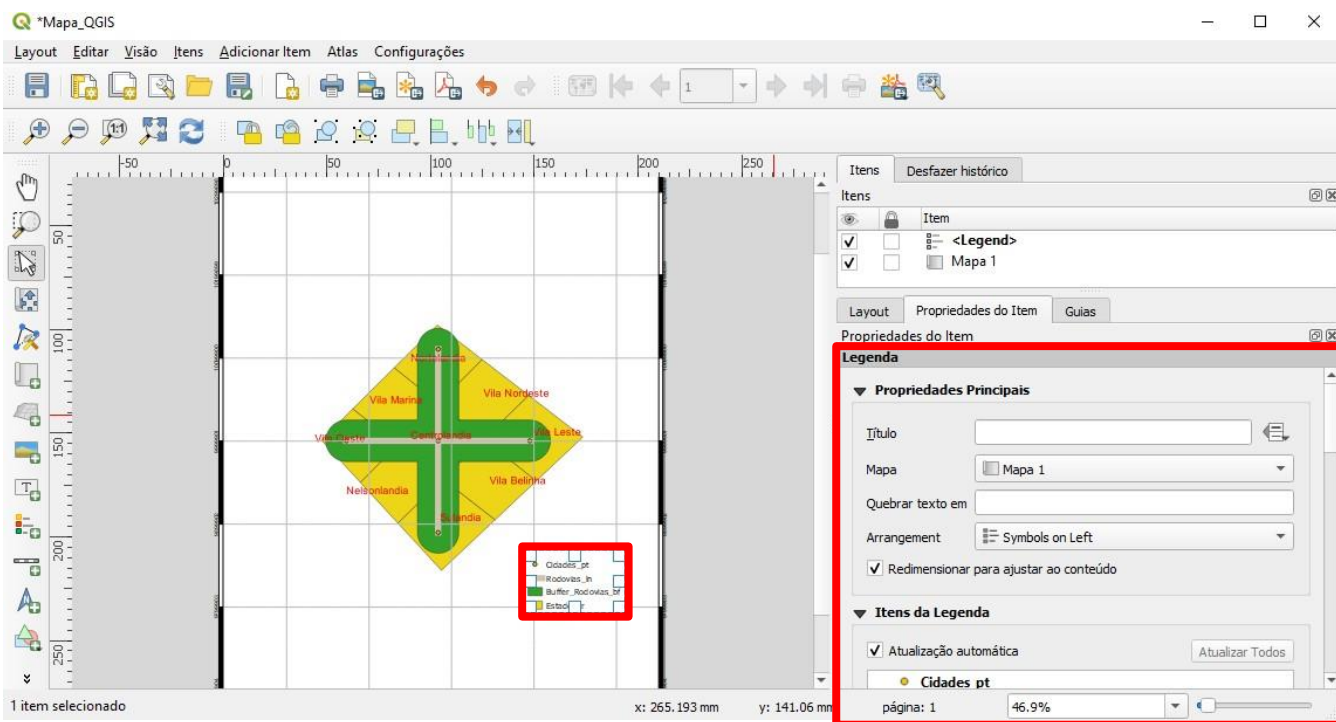 *Mapa_QGIS
Layout Editar Visão Itens Adicionar Item Atlas Configurações
1
-50 0 50 100 150 200 250
50
100
150
200
250
Nortelandia
Vila Marina
Vila Nordeste
Vila Oeste
Centrolandia
Vila Leste
Nelsonlandia
Vila Belinha
Sulandia
Cidades_pt
Rodovias_ln
Buffer_Rodovias_bf
Itens Desfazer histórico
Itens
Item
<Legend>
Mapa 1
Layout Propriedades do Item Guias
Propriedades do Item
Legenda
Propriedades Principais
Título
Mapa Mapa 1
Quebrar texto em
Arrangement Symbols on Left
Redimensionar para ajustar ao conteúdo
Itens da Legenda
Atualização automática Atualizar Todos
Cidades_pt
1 item selecionado x: 265.193 mm y: 141.06 mm página: 1 46.9%